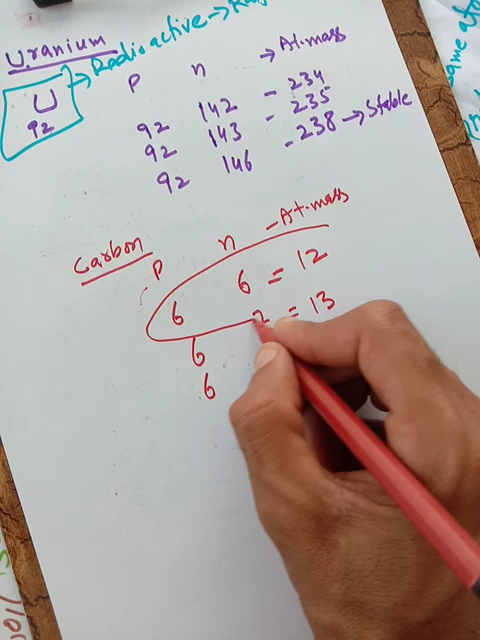 Uranium → Radioactive →
U
92
P n → At.mass
92 142 - 234
92 143 - 235
92 146 - 238 → Stable
Carbon
P n - At.mass
6 6 = 12
6 = 13
6
same